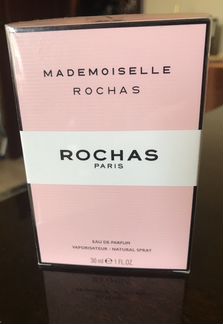 MADEMOISELLE
ROCHAS
ROCHAS
PARIS
EAU DE PARFUM
VAPORISATEUR - NATURAL SPRAY
30 ml ℮ 1 FL.OZ.